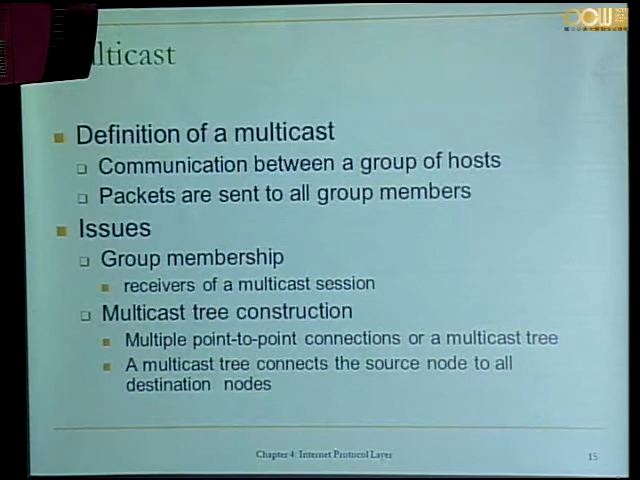 lticast
Definition of a multicast
Communication between a group of hosts
Packets are sent to all group members
Issues
Group membership
receivers of a multicast session
Multicast tree construction
Multiple point-to-point connections or a multicast tree
A multicast tree connects the source node to all
destination nodes
Chapter 4: Internet Protocol Layer
15